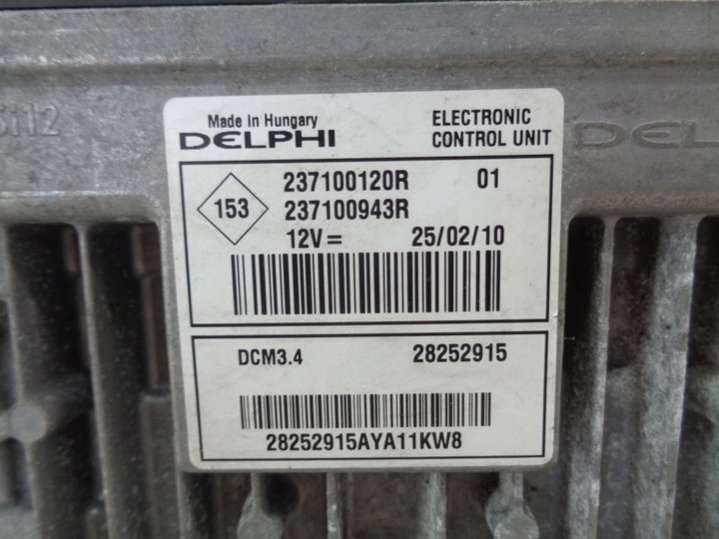 Made in Hungary
DELPHI
ELECTRONIC
CONTROL UNIT
153
237100120R 01
237100943R
12V= 25/02/10
DCM3.4 28252915
28252915AYA11KW8
DEL